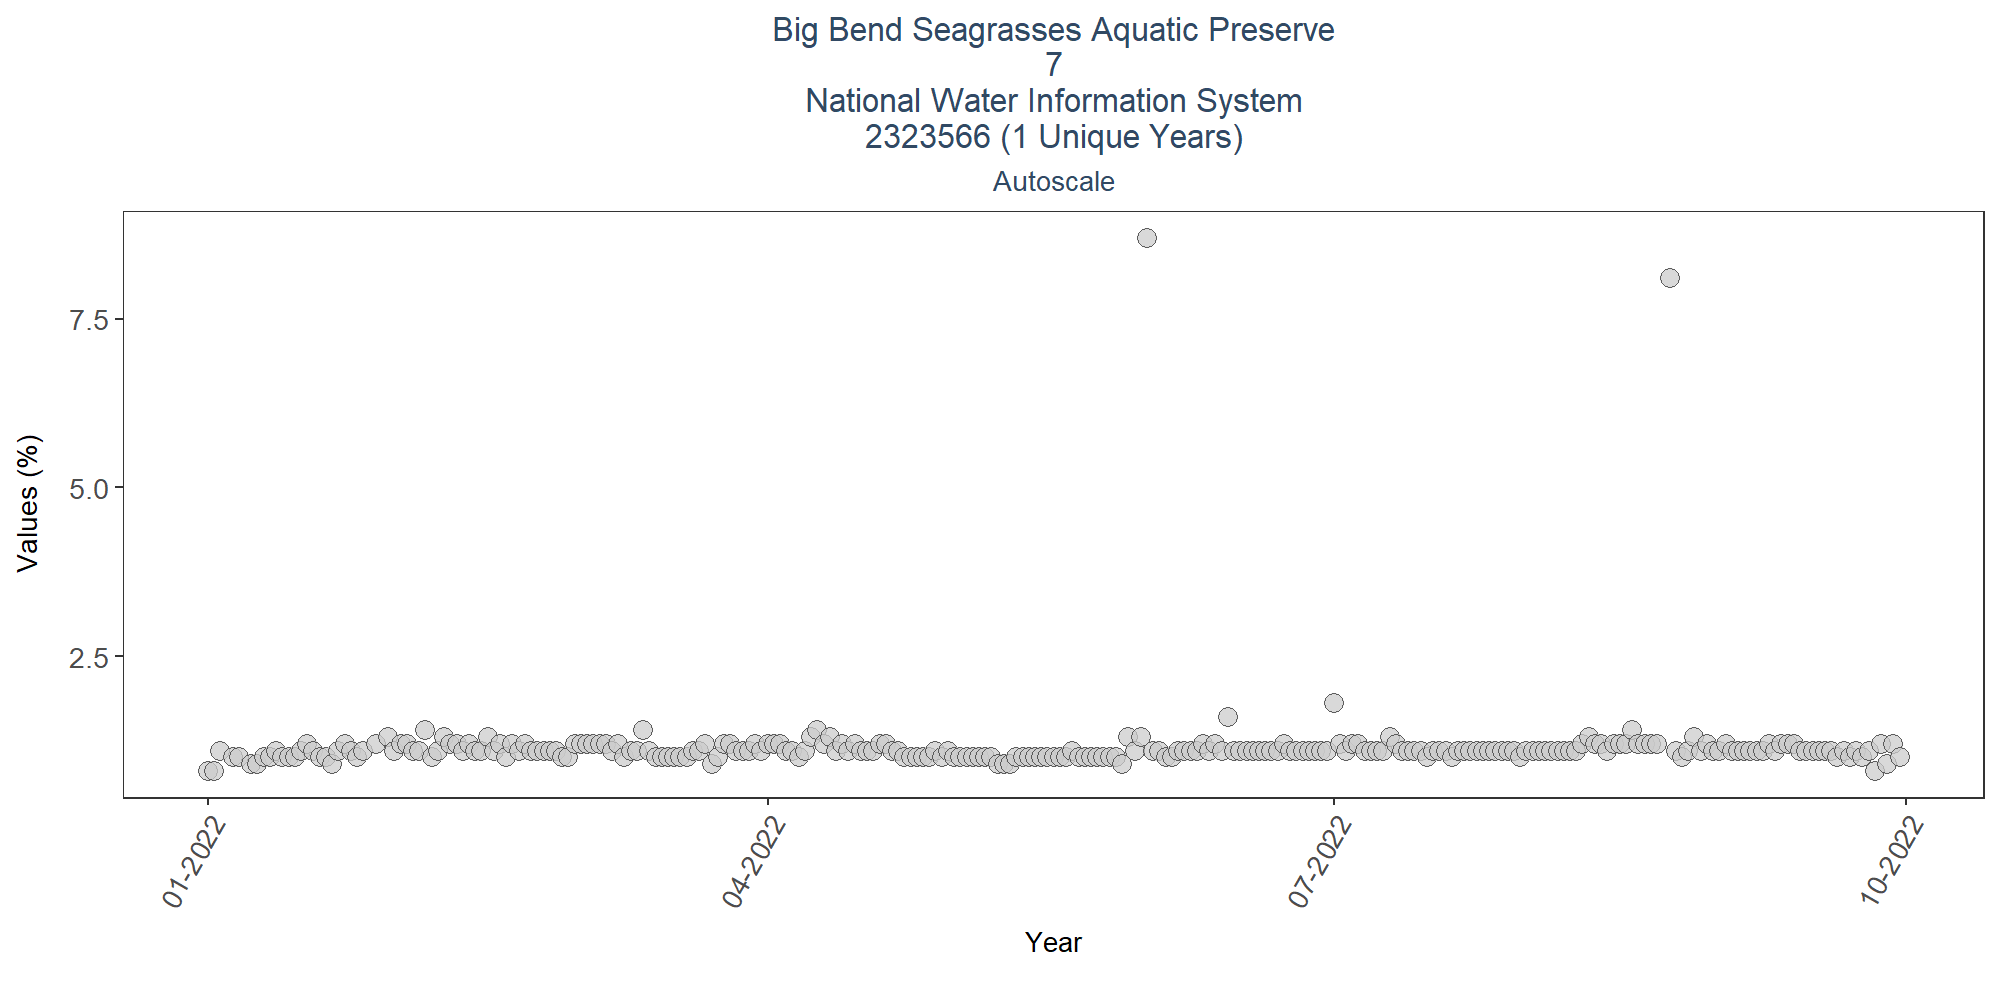 Big Bend Seagrasses Aquatic Preserve
7
National Water Information System
2323566 (1 Unique Years)
Autoscale
7.5
5.0
2.5
Values (%)
01-2022
04-2022
07-2022
10-2022
Year